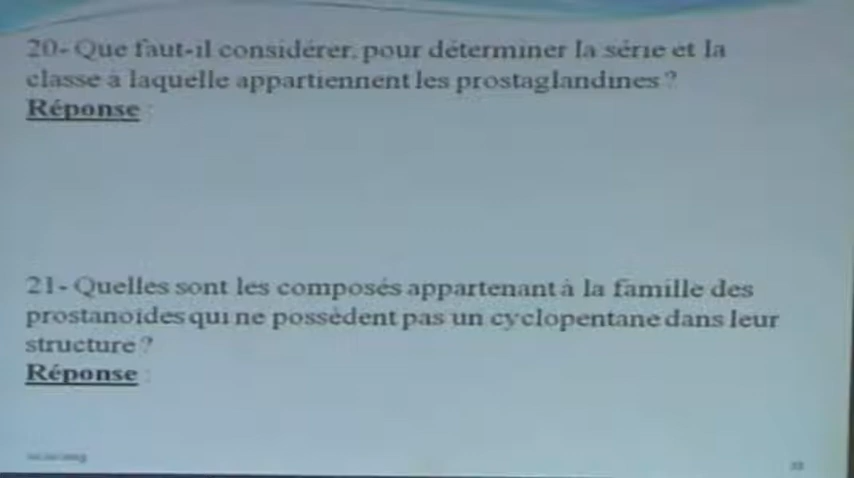 20- Que faut-il considérer, pour déterminer la série et la
classe à laquelle appartiennent les prostaglandines ?
Réponse :
21- Quelles sont les composés appartenant à la famille des
prostanoïdes qui ne possèdent pas un cyclopentane dans leur
structure ?
Réponse :